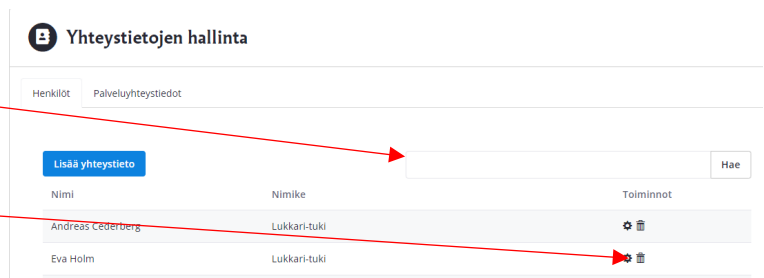 Yhteystietojen hallinta
Henkilöt Palveluyhteystiedot
Lisää yhteystieto Hae
Nimi Nimike Toiminnot
Andreas Cederberg Lukkari-tuki
Eva Holm Lukkari-tuki